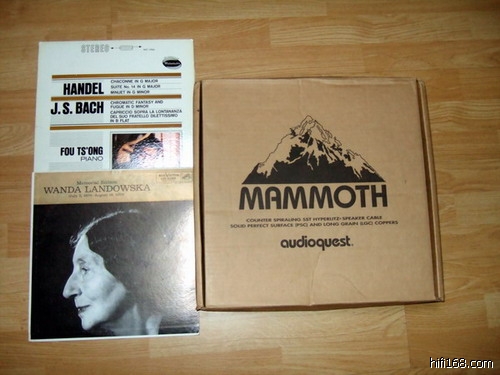 STEREO
HANDEL
CHACONNE IN G MAJOR
SUITE No. 14 IN G MAJOR
MINUET IN G MINOR
J. S. BACH
CHROMATIC FANTASY AND
FUGUE IN D MINOR
CAPRICCIO SOPRA LA LONTANANZA
DEL SUO FRATELLO DILETTISSIMO
IN B FLAT
FOU TS'ONG
PIANO
Memorial Edition
WANDA LANDOWSKA
MAMMOTH
COUNTER SPIRALING SET HYPERLITZ® SPEAKER CABLE
SOLID PERFECT SURFACE (PSC) AND LONG GRAIN (LGC) COPPERS
audioquest®
hifi168.com